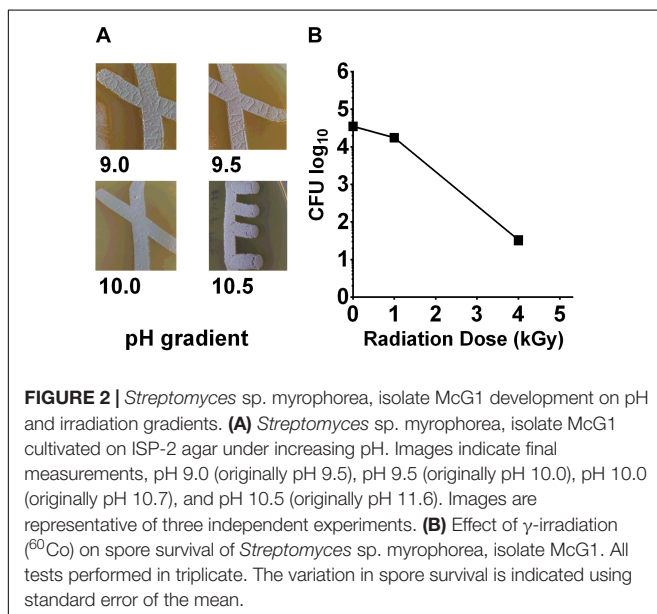 A
9.0
9.5
10.0
10.5
pH gradient
B
CFU log10
6
5
4
3
2
1
0
0 1 2 3 4 5
Radiation Dose (kGy)
FIGURE 2 | Streptomyces sp. myrophorea, isolate McG1 development on pH
and irradiation gradients. (A) Streptomyces sp. myrophorea, isolate McG1
cultivated on ISP-2 agar under increasing pH. Images indicate final
measurements, pH 9.0 (originally pH 9.5), pH 9.5 (originally pH 10.0), pH 10.0
(originally pH 10.7), and pH 10.5 (originally pH 11.6). Images are
representative of three independent experiments. (B) Effect of γ-irradiation
(⁶⁰Co) on spore survival of Streptomyces sp. myrophorea, isolate McG1. All
tests performed in triplicate. The variation in spore survival is indicated using
standard error of the mean.